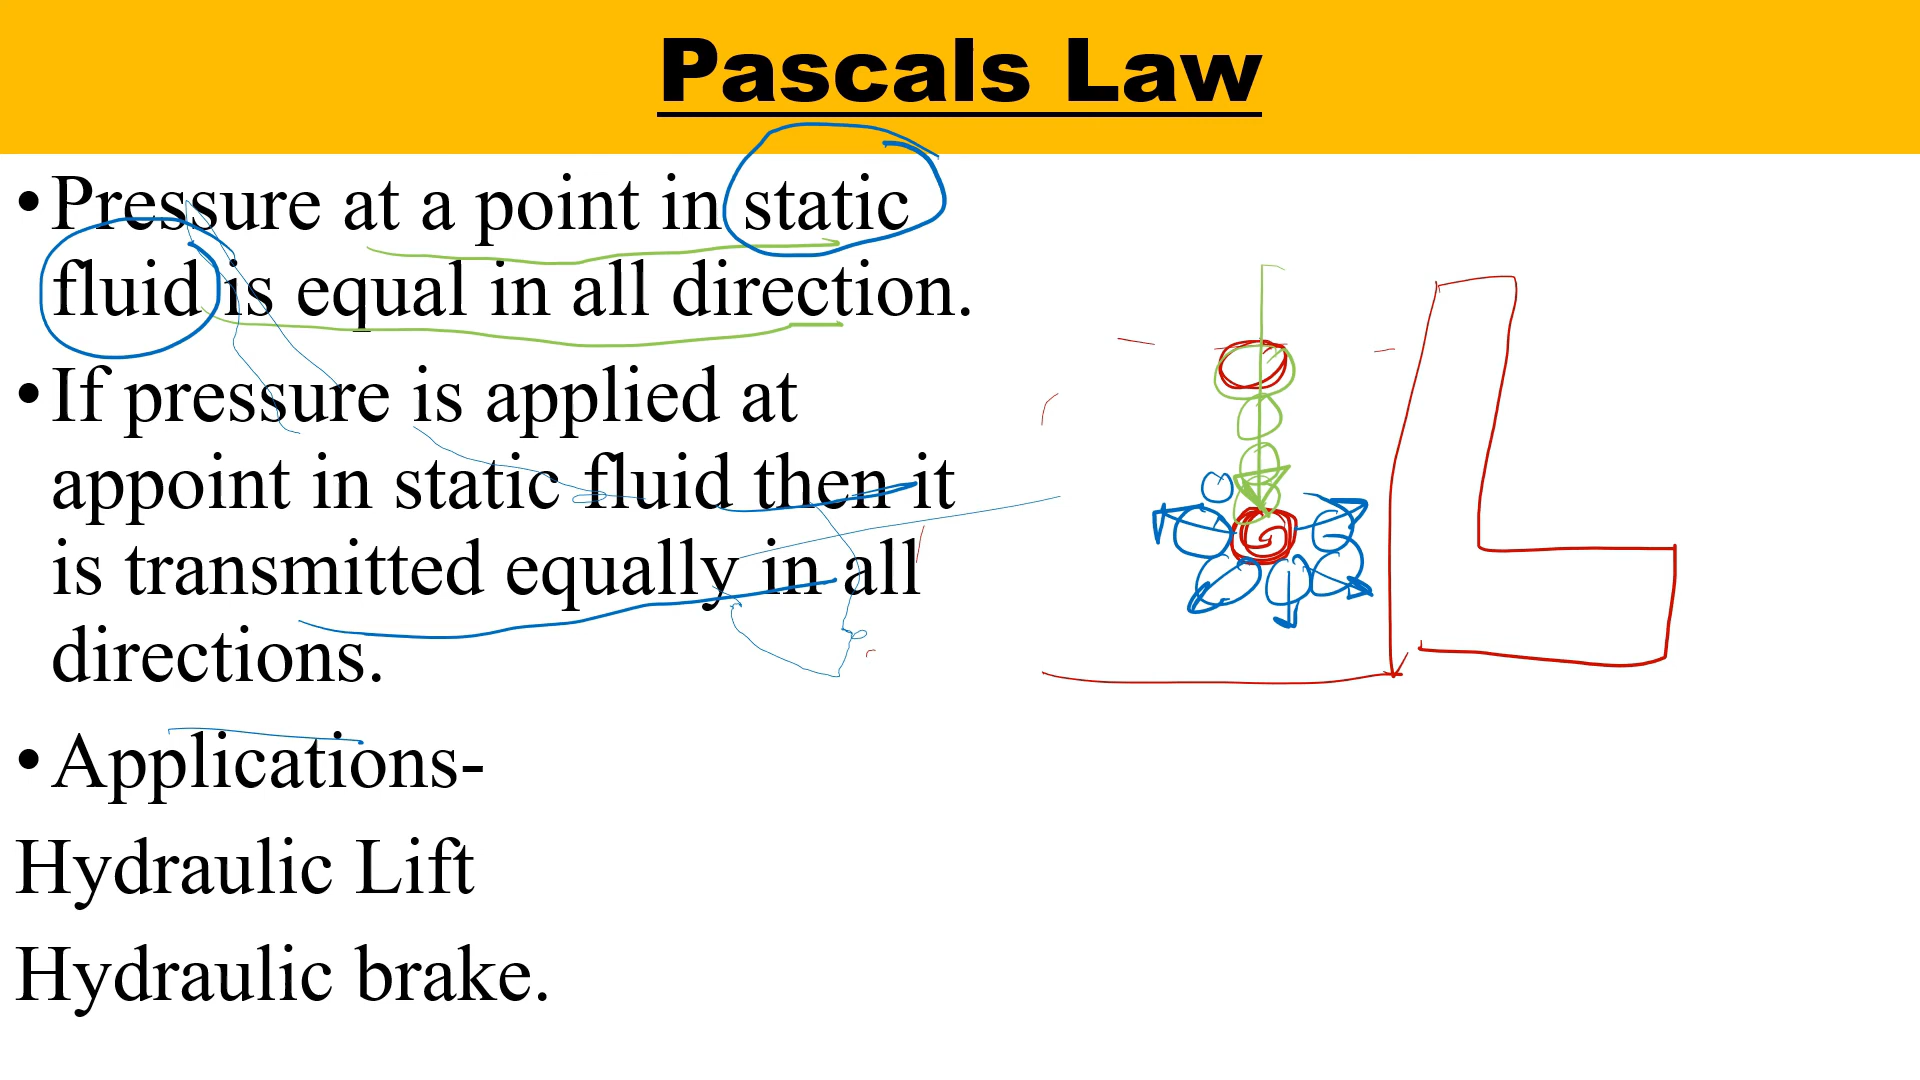 Pascals Law
•Pressure at a point in static
fluid is equal in all direction.
•If pressure is applied at
appoint in static fluid then it
is transmitted equally in all
directions.
•Applications-
Hydraulic Lift
Hydraulic brake.